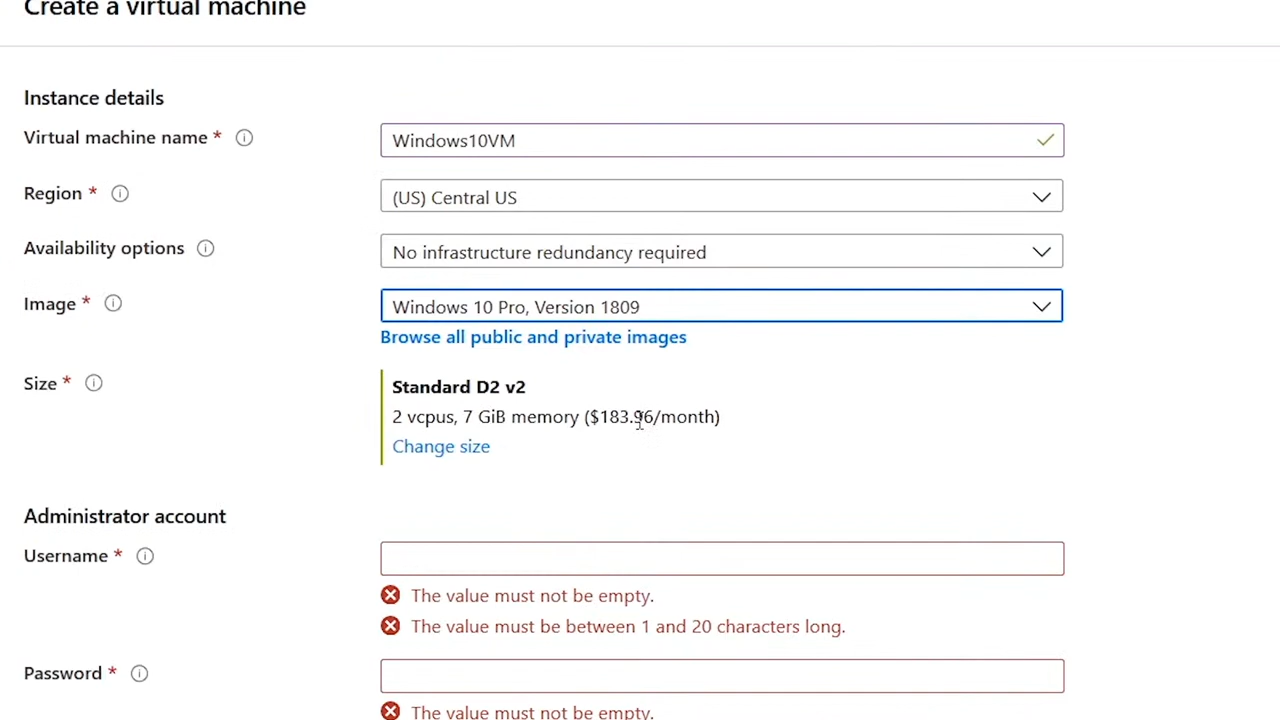 Create a virtual machine
Instance details
Virtual machine name *
Windows10VM
Region *
(US) Central US
Availability options
No infrastructure redundancy required
Image *
Windows 10 Pro, Version 1809
Browse all public and private images
Size *
Standard D2 v2
2 vcpus, 7 GiB memory ($183.96/month)
Change size
Administrator account
Username *
The value must not be empty.
The value must be between 1 and 20 characters long.
Password *
The value must not be empty.